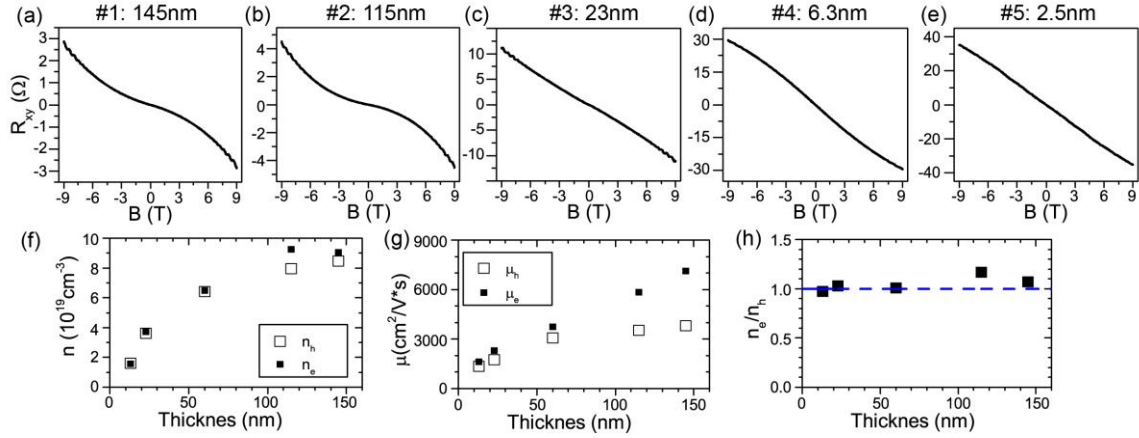 (a) #1: 145nm (b) #2: 115nm (c) #3: 23nm (d) #4: 6.3nm (e) #5: 2.5nm
3 4 10 30 40
2 5 15 20
1 2 0 0 0
0 0 -5 -15 -20
-1 -2 -10 -30 -40
-2 -4
-3
R_xy (Ω)
-9 -6 -3 0 3 6 9 -9 -6 -3 0 3 6 9 -9 -6 -3 0 3 6 9 -9 -6 -3 0 3 6 9 -9 -6 -3 0 3 6 9
B (T) B (T) B (T) B (T) B (T)
(f) (g) (h)
10 9000 1.5
8 6000 1.0
6 3000 0.5
4 0 0.0
2
0
n (10^19cm^-3) μ(cm^2/V*s) n_e/n_h
n_h μ_h
n_e μ_e
0 50 100 150 0 50 100 150 0 50 100 150
Thicknes (nm) Thicknes (nm) Thicknes (nm)